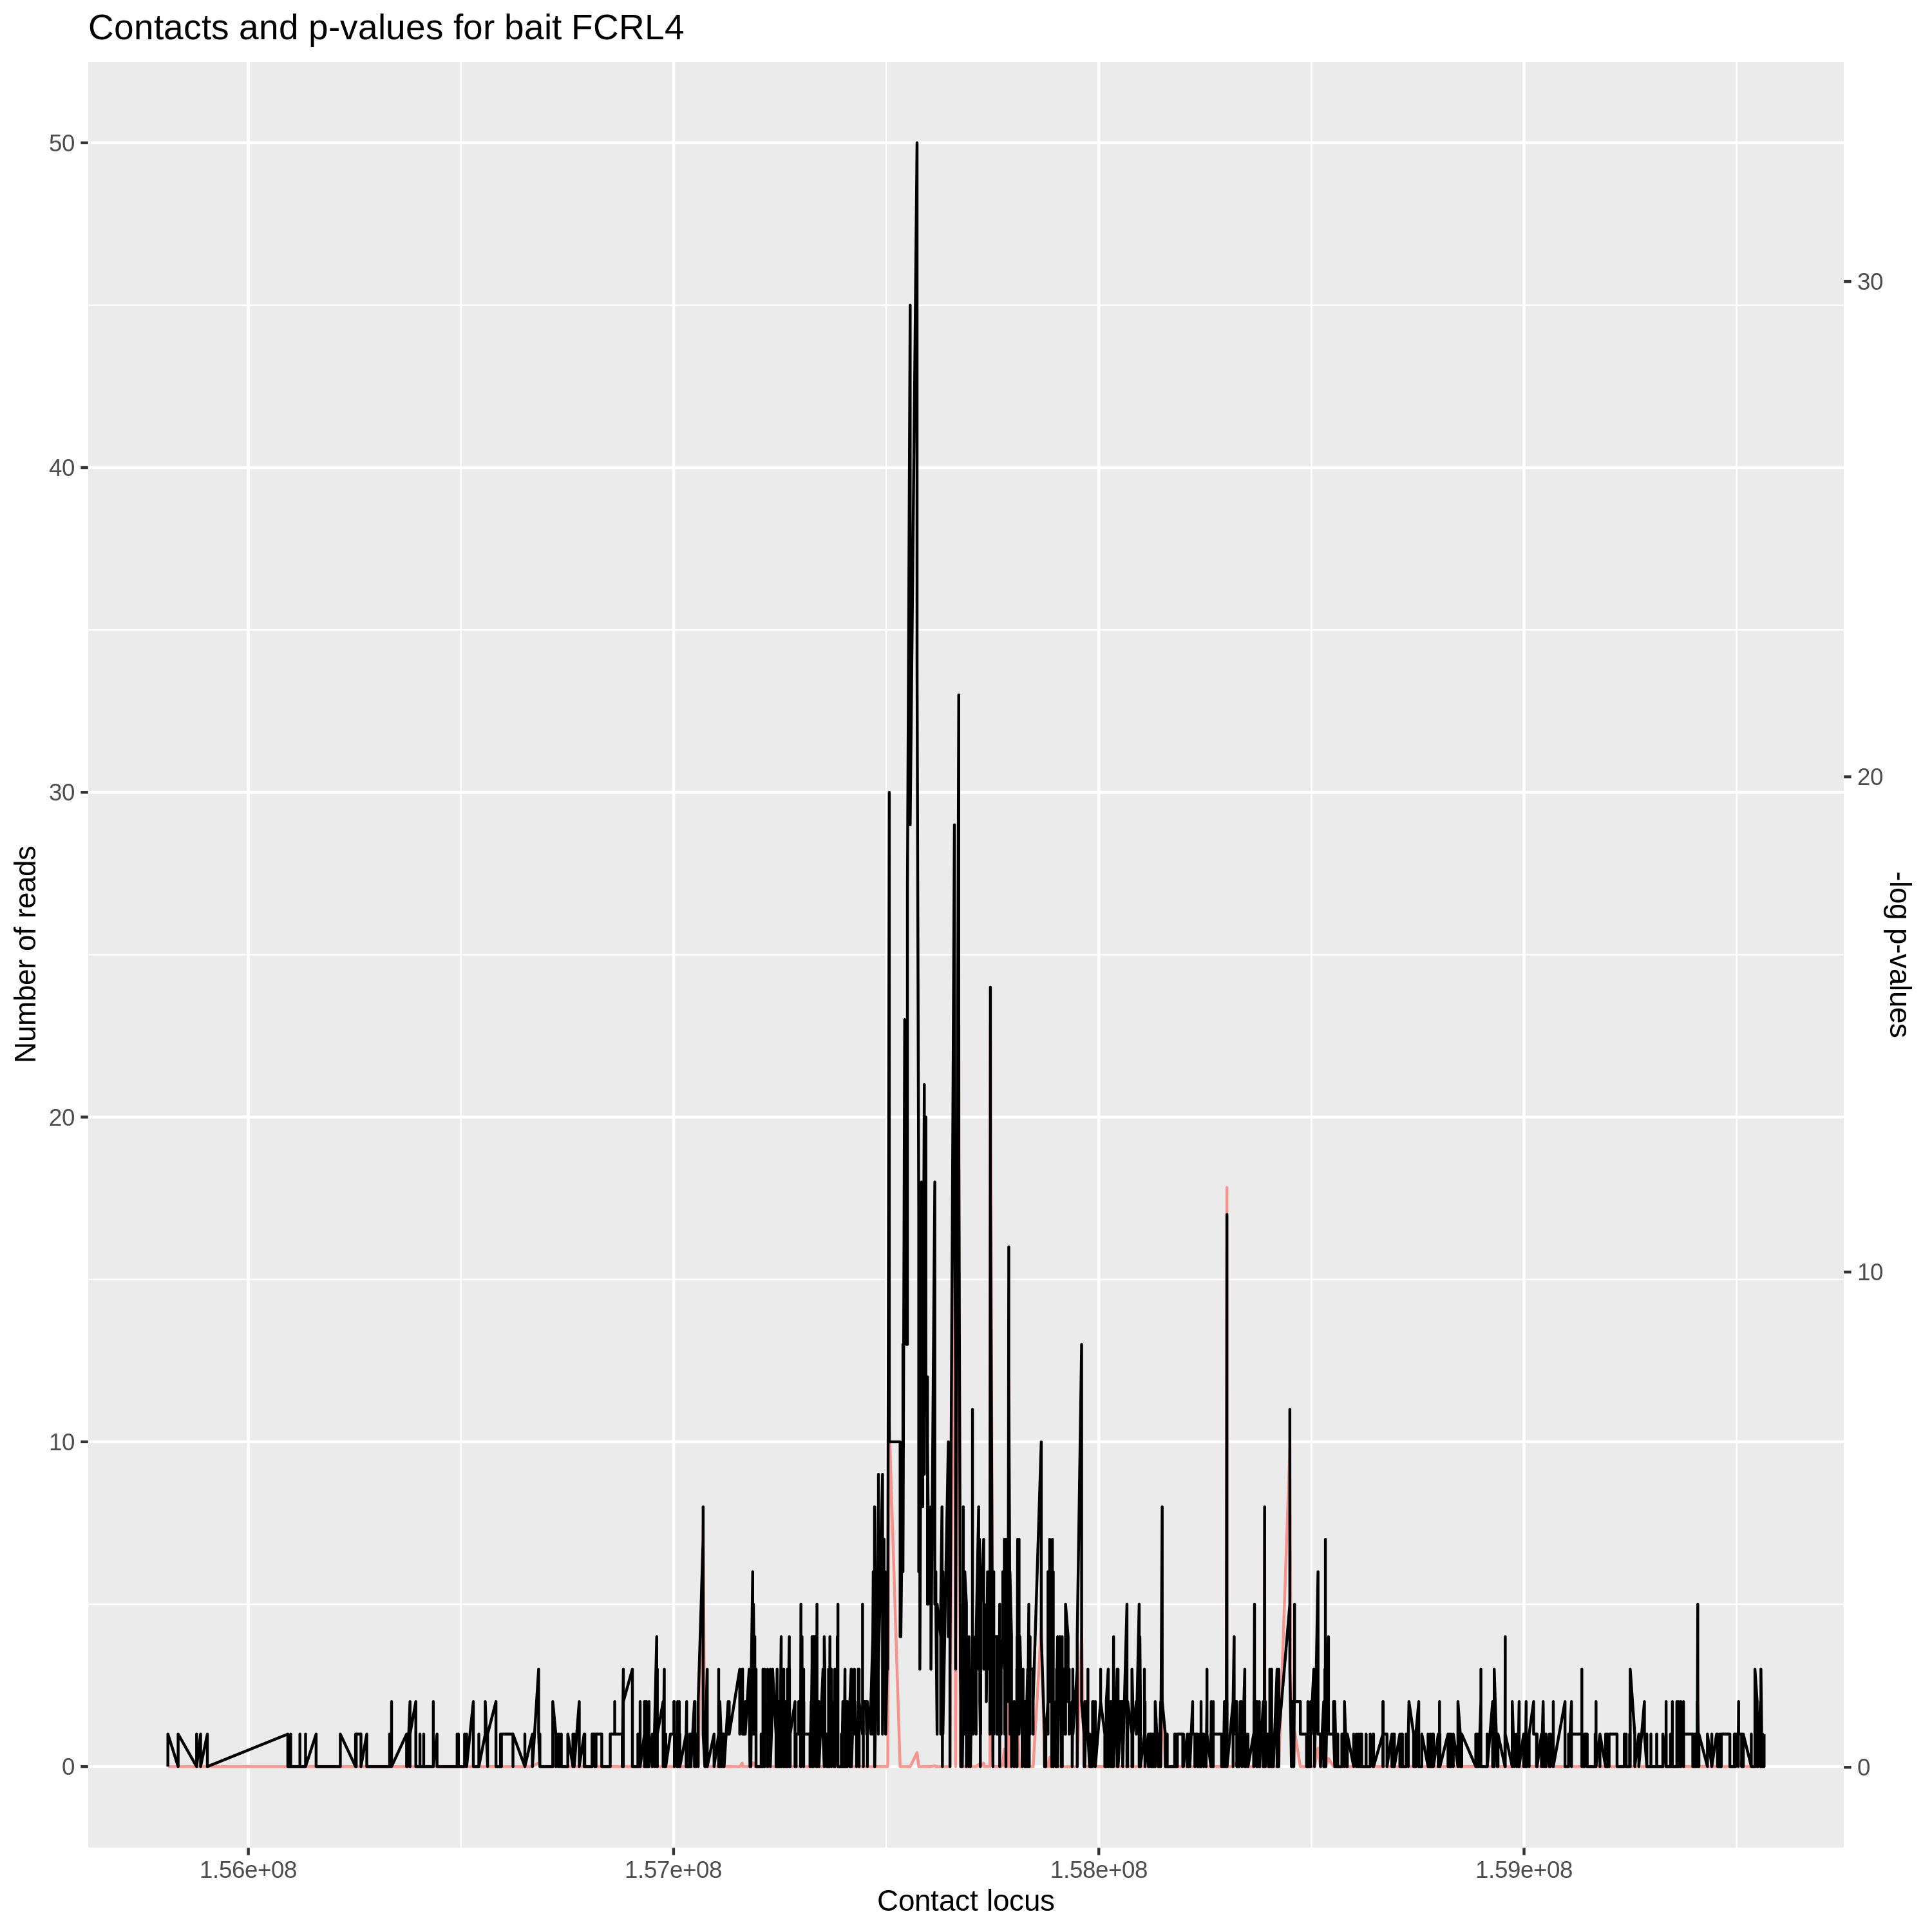 Contacts and p-values for bait FCRL4
50
40
30
20
10
0
Number of reads
30
20
10
0
-log p-values
1.56e+08 1.57e+08 1.58e+08 1.59e+08
Contact locus